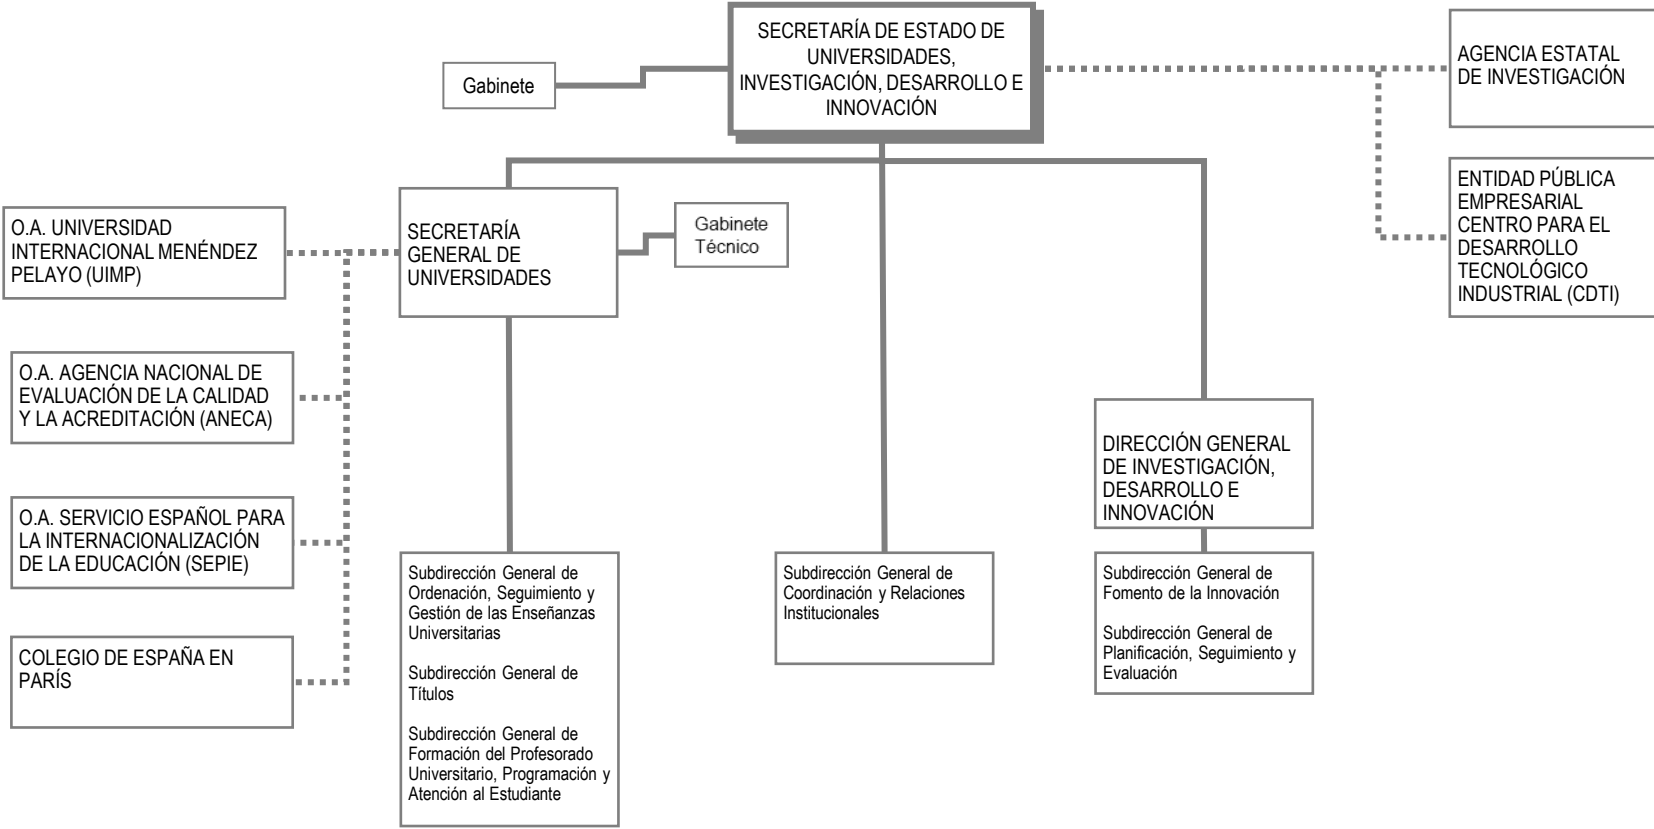 SECRETARÍA DE ESTADO DE
UNIVERSIDADES,
INVESTIGACIÓN, DESARROLLO E
INNOVACIÓN
Gabinete
AGENCIA ESTATAL
DE INVESTIGACIÓN
ENTIDAD PÚBLICA
EMPRESARIAL
CENTRO PARA EL
DESARROLLO
TECNOLÓGICO
INDUSTRIAL (CDTI)
SECRETARÍA
GENERAL DE
UNIVERSIDADES
Gabinete
Técnico
O.A. UNIVERSIDAD
INTERNACIONAL MENÉNDEZ
PELAYO (UIMP)
O.A. AGENCIA NACIONAL DE
EVALUACIÓN DE LA CALIDAD
Y LA ACREDITACIÓN (ANECA)
O.A. SERVICIO ESPAÑOL PARA
LA INTERNACIONALIZACIÓN
DE LA EDUCACIÓN (SEPIE)
COLEGIO DE ESPAÑA EN
PARÍS
DIRECCIÓN GENERAL
DE INVESTIGACIÓN,
DESARROLLO E
INNOVACIÓN
Subdirección General de
Ordenación, Seguimiento y
Gestión de las Enseñanzas
Universitarias
Subdirección General de
Títulos
Subdirección General de
Formación del Profesorado
Universitario, Programación y
Atención al Estudiante
Subdirección General de
Coordinación y Relaciones
Institucionales
Subdirección General de
Fomento de la Innovación
Subdirección General de
Planificación, Seguimiento y
Evaluación